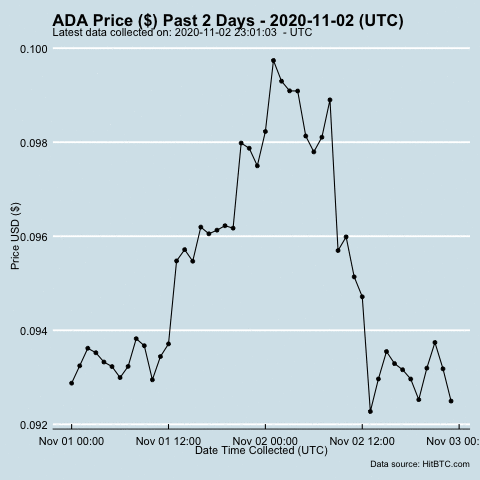 ADA Price ($) Past 2 Days - 2020-11-02 (UTC)
Latest data collected on: 2020-11-02 23:01:03 - UTC
0.100
0.098
0.096
0.094
0.092
Price USD ($)
Nov 01 00:00 Nov 01 12:00 Nov 02 00:00 Nov 02 12:00 Nov 03 00:
Date Time Collected (UTC)
Data source: HitBTC.com